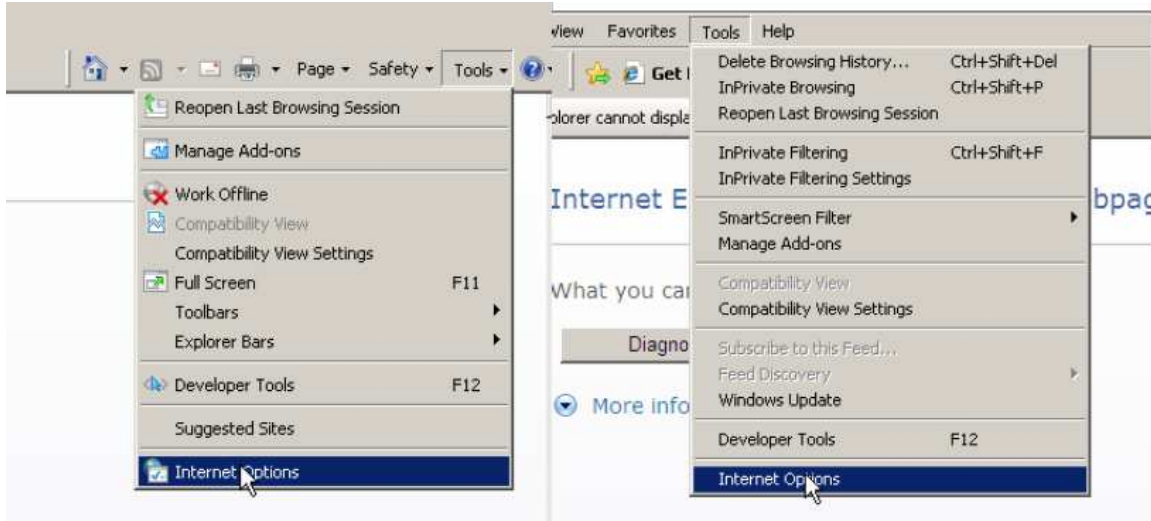 Page Safety Tools
Reopen Last Browsing Session
Manage Add-ons
Work Offline
Compatibility View
Compatibility View Settings
Full Screen F11
Toolbars
Explorer Bars
Developer Tools F12
Suggested Sites
Internet Options
View Favorites Tools Help
Get
Delete Browsing History... Ctrl+Shift+Del
InPrivate Browsing Ctrl+Shift+P
Reopen Last Browsing Session
plorer cannot displa
InPrivate Filtering Ctrl+Shift+F
InPrivate Filtering Settings
Internet E bpag
SmartScreen Filter
Manage Add-ons
Compatibility View
What you ca
Compatibility View Settings
Diagno
Subscribe to this Feed...
Feed Discovery
More info
Windows Update
Developer Tools F12
Internet Options